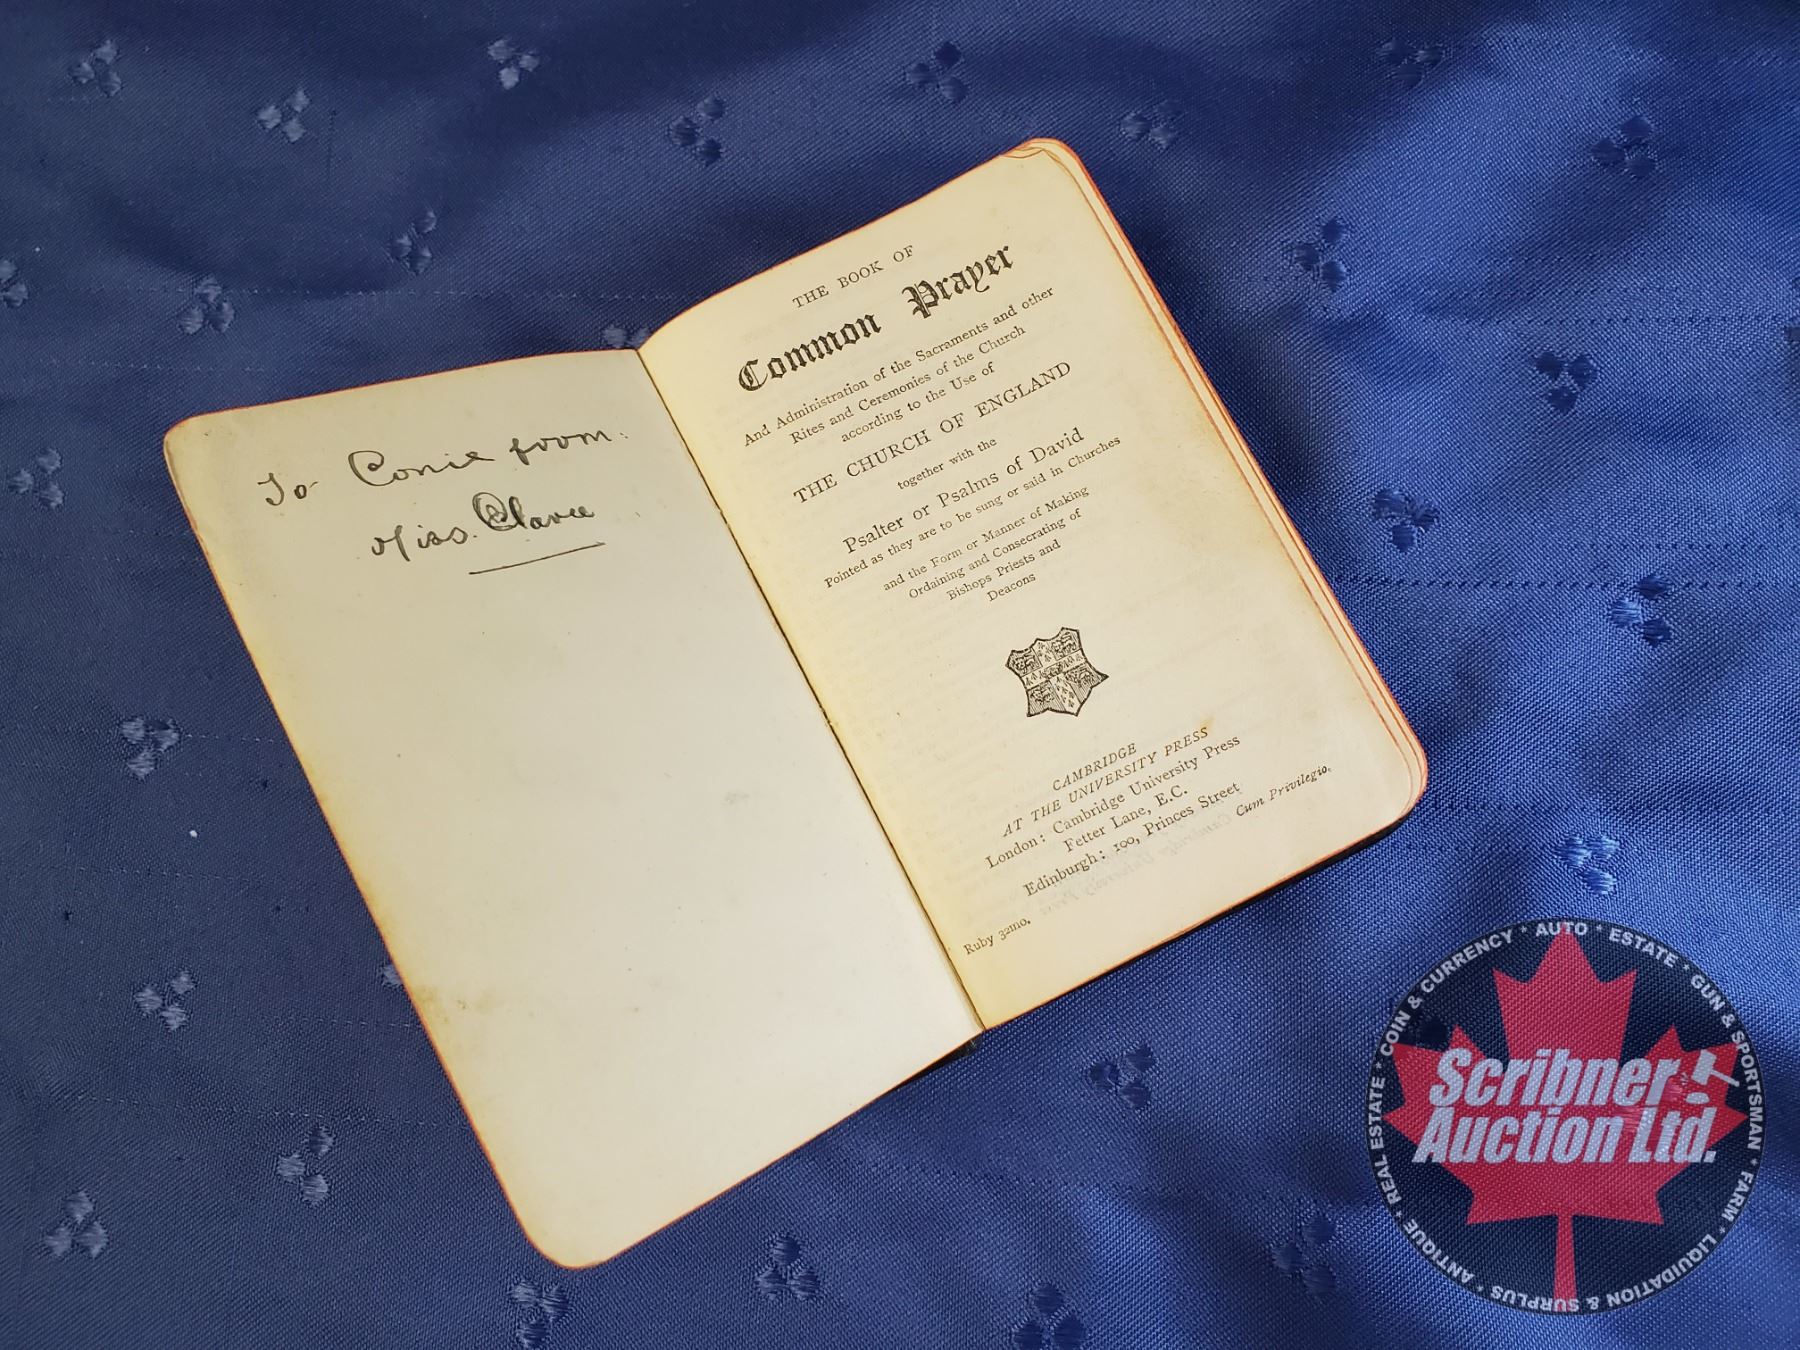 To Conie from.
Miss. Claree
THE BOOK OF
Common Prayer
And Administration of the Sacraments and other
Rites and Ceremonies of the Church
according to the Use of
THE CHURCH OF ENGLAND
together with the
Psalter or Psalms of David
Pointed as they are to be sung or said in Churches
and the Form or Manner of Making
Ordaining and Consecrating of
Bishops Priests and
Deacons
CAMBRIDGE
AT THE UNIVERSITY PRESS
London: Cambridge University Press
Fetter Lane, E.C.
Edinburgh: 100, Princes Street
Cum Privilegio.
Ruby 32mo.
REAL ESTATE * COIN & CURRENCY * AUTO * ESTATE * GUN & SPORTSMAN * FARM * LIQUIDATION & SURPLUS * ANTIQUE *
Scribner
Auction Ltd.